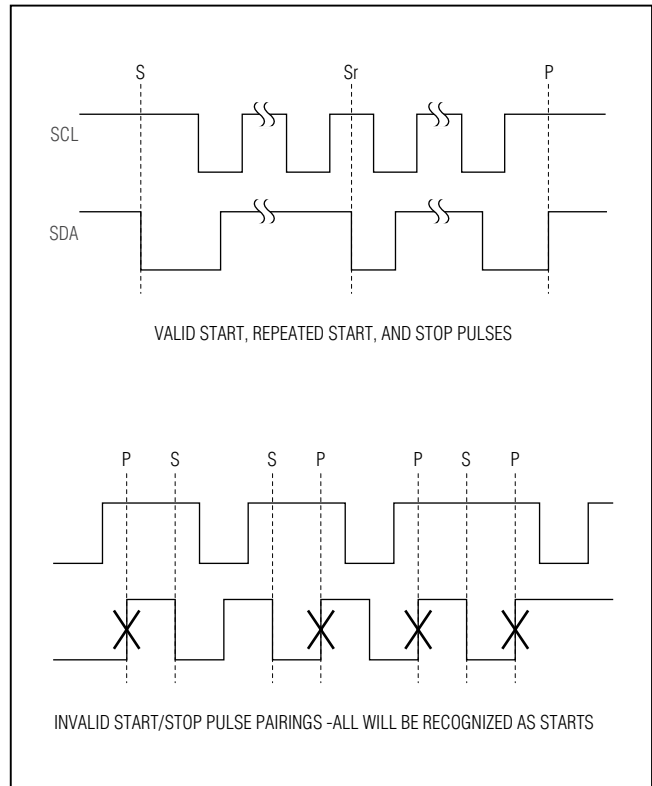 S Sr P
SCL
SDA
VALID START, REPEATED START, AND STOP PULSES
P S S P P S P
INVALID START/STOP PULSE PAIRINGS -ALL WILL BE RECOGNIZED AS STARTS